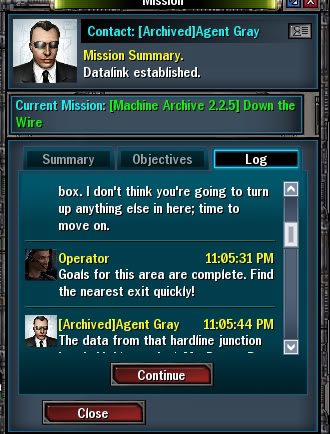 Mission
Contact: [Archived]Agent Gray
Mission Summary.
Datalink established.
Current Mission: [Machine Archive 2.2.5] Down the
Wire
Summary
Objectives
Log
box. I don't think you're going to turn
up anything else in here; time to
move on.
Operator 11:05:31 PM
Goals for this area are complete. Find
the nearest exit quickly!
[Archived]Agent Gray 11:05:44 PM
The data from that hardline junction
Continue
Close